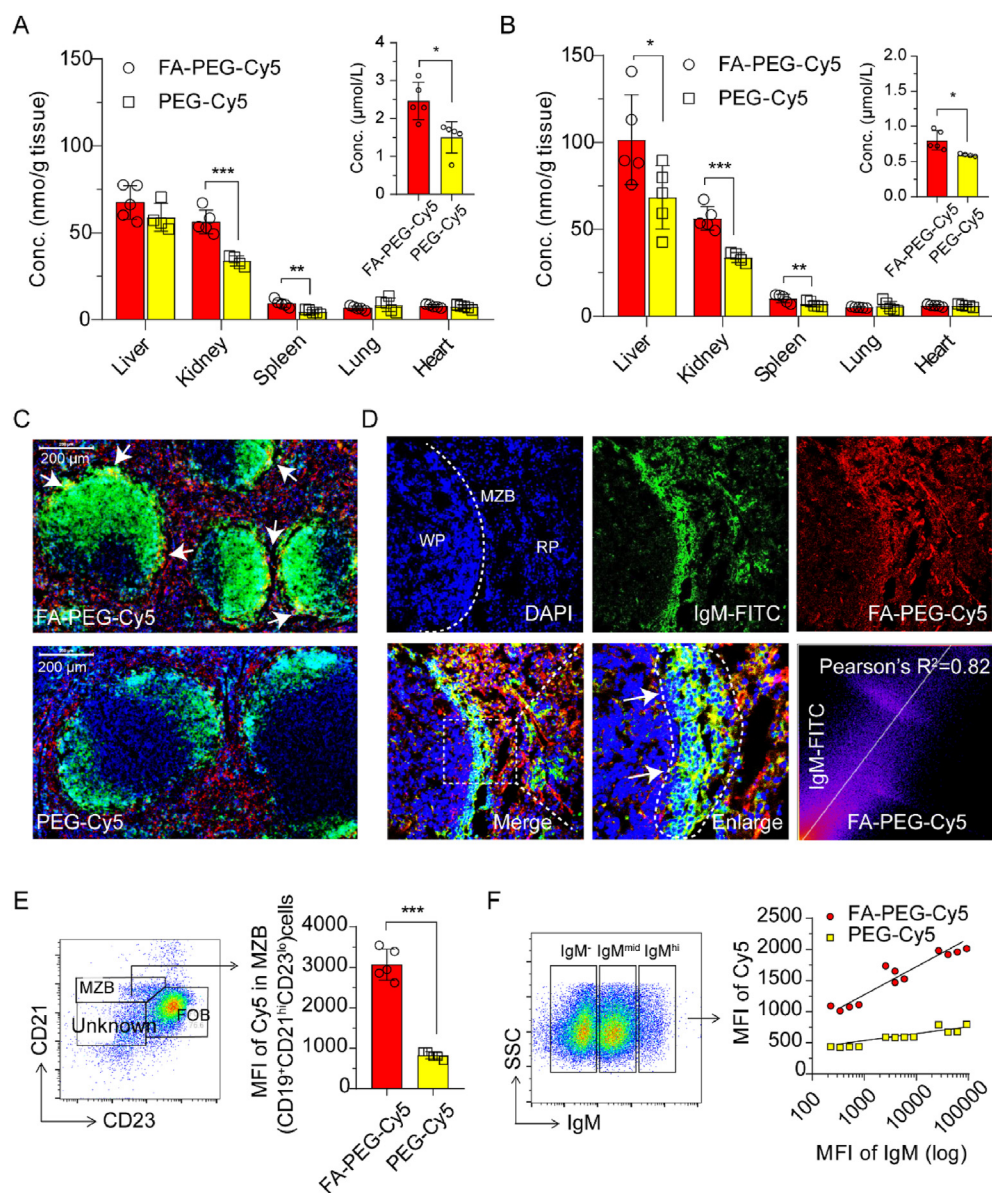 A
Conc. (nmo/g tissue)
150
100
50
0
FA-PEG-Cy5
PEG-Cy5
***
**
Liver
Kidney
Spleen
Lung
Heart
Conc. (μmol/L)
4
3
2
1
0
*
FA-PEG-Cy5
PEG-Cy5
B
Conc. (nmo/g tissue)
150
100
50
0
*
FA-PEG-Cy5
PEG-Cy5
***
**
Liver
Kidney
Spleen
Lung
Heart
Conc. (μmol/L)
2.0
1.5
1.0
0.5
0.0
*
FA-PEG-Cy5
PEG-Cy5
C
200 μm
FA-PEG-Cy5
200 μm
PEG-Cy5
D
MZB
WP
RP
DAPI
IgM-FITC
FA-PEG-Cy5
Merge
Enlarge
Pearson's R²=0.82
IgM-FITC
FA-PEG-Cy5
E
MZB
Unknown
FOB
CD21
CD23
MFI of Cy5 in MZB
(CD19⁺CD21ʰⁱCD23ˡᵒ)cells
4000
3000
2000
1000
0
***
FA-PEG-Cy5
PEG-Cy5
F
IgM⁻
IgMᵐⁱᵈ
IgMʰⁱ
SSC
IgM
MFI of Cy5
2500
2000
1500
1000
500
0
FA-PEG-Cy5
PEG-Cy5
100
1000
10000
100000
MFI of IgM (log)